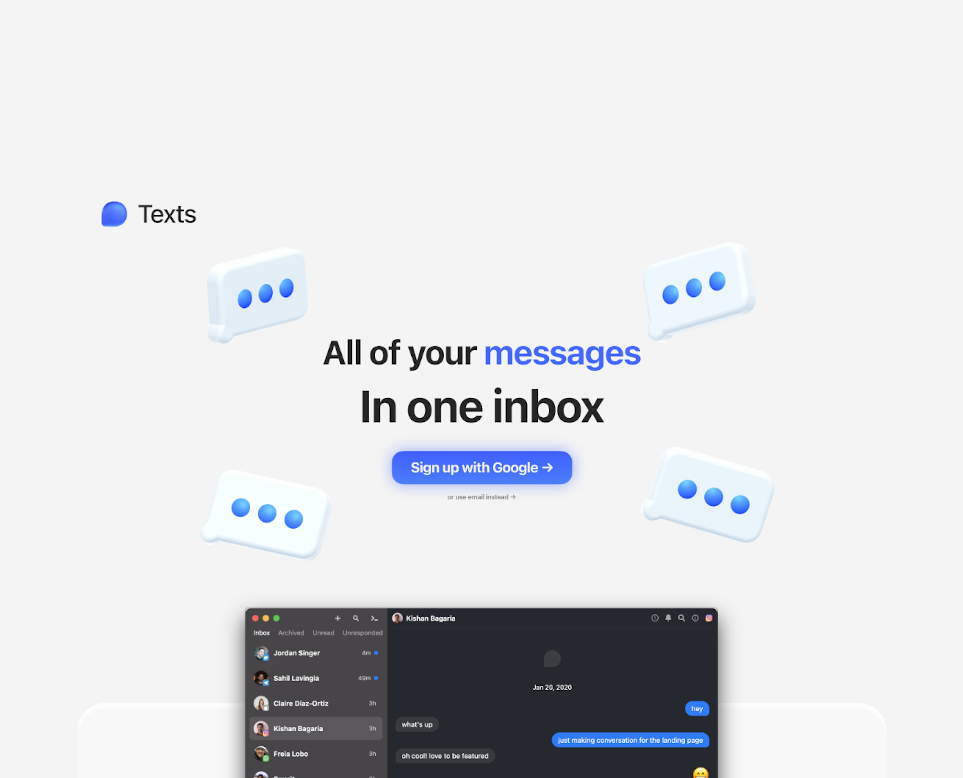 Texts
All of your messages
In one inbox
Sign up with Google →
or use email instead →
Kishan Bagaria
Inbox Archived Unread Unresponded
Jordan Singer 4m
Sahil Lavingia 49m
Jan 20, 2020
Claire Diaz-Ortiz 3h
hey
Kishan Bagaria 3h
what's up
just making conversation for the landing page
Freia Lobo 3h
oh cool! love to be featured